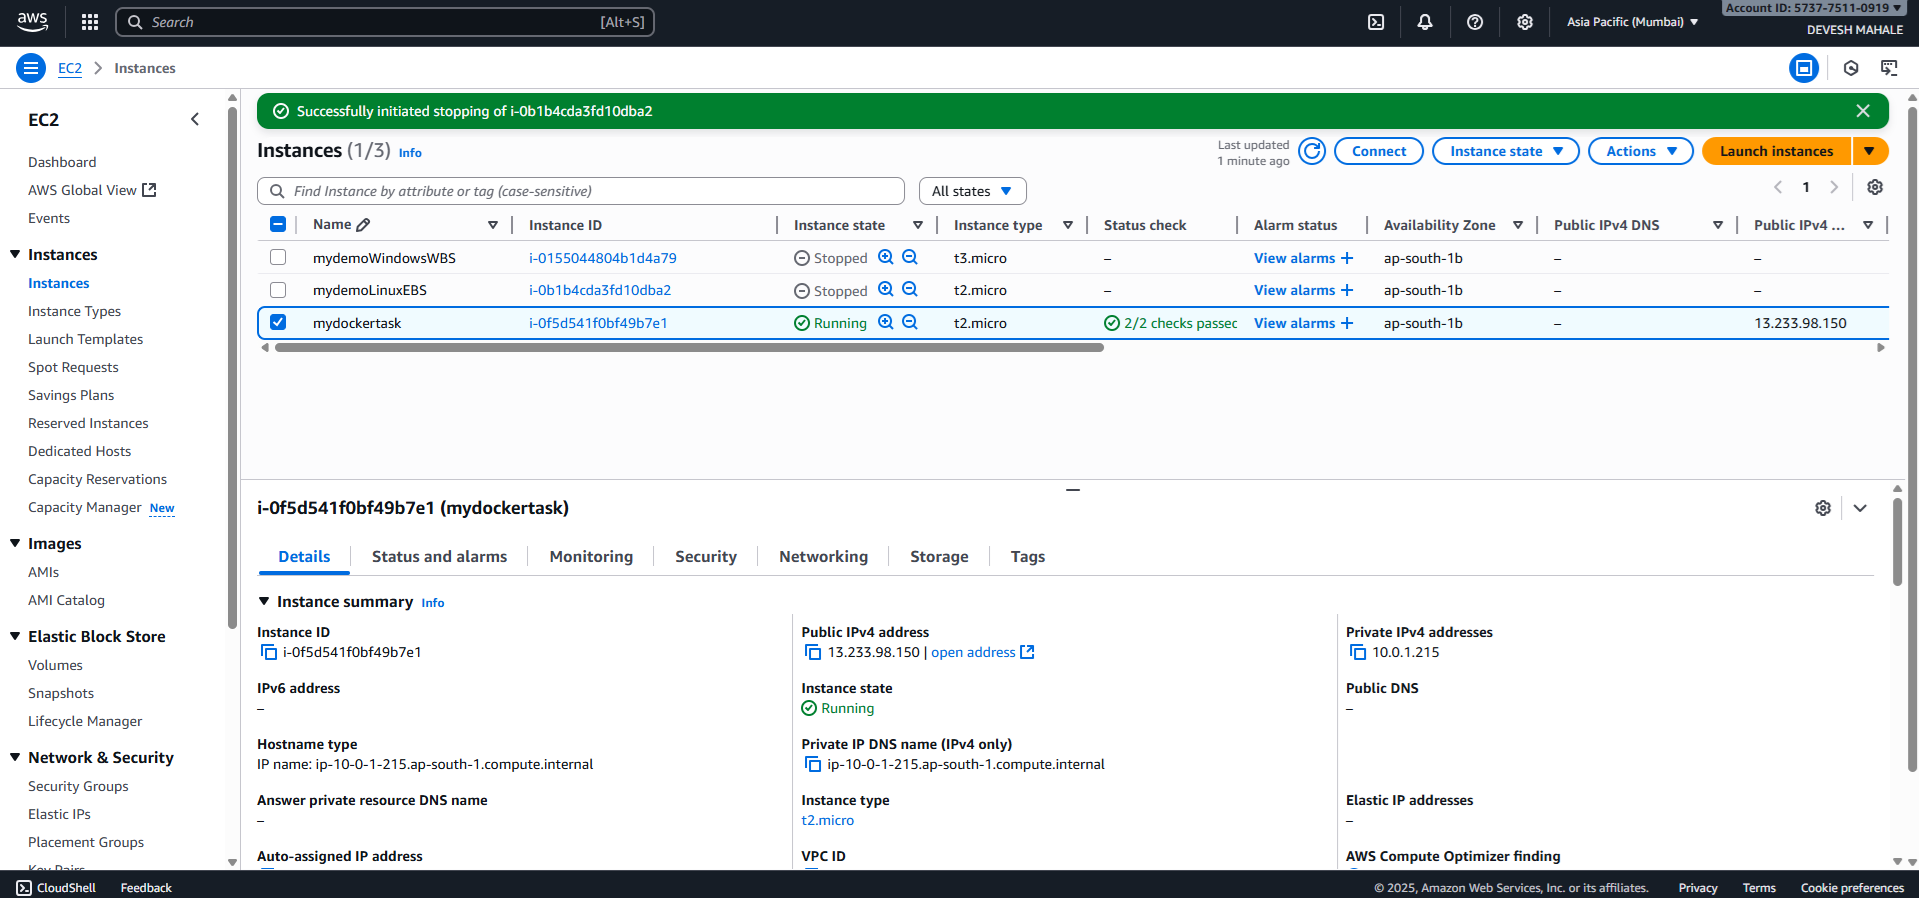 aws
Search [Alt+S]
Asia Pacific (Mumbai)
Account ID: 5737-7511-0919
DEVESH MAHALE
EC2 > Instances
EC2
Dashboard
AWS Global View
Events
Instances
Instances
Instance Types
Launch Templates
Spot Requests
Savings Plans
Reserved Instances
Dedicated Hosts
Capacity Reservations
Capacity Manager New
Images
AMIs
AMI Catalog
Elastic Block Store
Volumes
Snapshots
Lifecycle Manager
Network & Security
Security Groups
Elastic IPs
Placement Groups
Key Pairs
Successfully initiated stopping of i-0b1b4cda3fd10dba2
Instances (1/3) Info
Last updated
1 minute ago
Connect
Instance state
Actions
Launch instances
Find Instance by attribute or tag (case-sensitive)
All states
1
Name Instance ID Instance state Instance type Status check Alarm status Availability Zone Public IPv4 DNS Public IPv4 ...
mydemoWindowsWBS i-0155044804b1d4a79 Stopped t3.micro – View alarms + ap-south-1b – –
mydemoLinuxEBS i-0b1b4cda3fd10dba2 Stopped t2.micro – View alarms + ap-south-1b – –
mydockertask i-0f5d541f0bf49b7e1 Running t2.micro 2/2 checks passed View alarms + ap-south-1b – 13.233.98.150
i-0f5d541f0bf49b7e1 (mydockertask)
Details
Status and alarms
Monitoring
Security
Networking
Storage
Tags
Instance summary Info
Instance ID
i-0f5d541f0bf49b7e1
Public IPv4 address
13.233.98.150 | open address
Private IPv4 addresses
10.0.1.215
IPv6 address
–
Instance state
Running
Public DNS
–
Hostname type
IP name: ip-10-0-1-215.ap-south-1.compute.internal
Private IP DNS name (IPv4 only)
ip-10-0-1-215.ap-south-1.compute.internal
Answer private resource DNS name
–
Instance type
t2.micro
Elastic IP addresses
–
Auto-assigned IP address
VPC ID
AWS Compute Optimizer finding
CloudShell
Feedback
© 2025, Amazon Web Services, Inc. or its affiliates.
Privacy
Terms
Cookie preferences